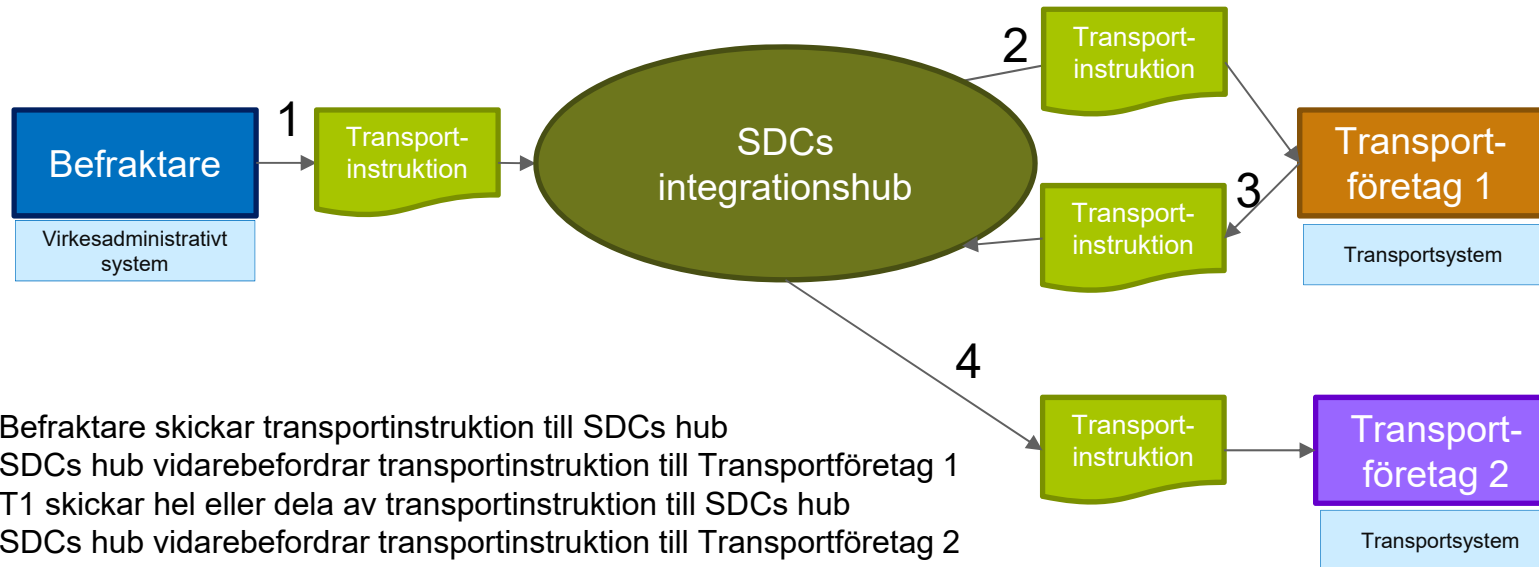 2
Transport-
instruktion
1
Befraktare
Transport-
instruktion
SDCs
integrationshub
Transport-
företag 1
3
Virkesadministrativt
system
Transport-
instruktion
Transportsystem
4
Transport-
instruktion
Transport-
företag 2
Transportsystem
Befraktare skickar transportinstruktion till SDCs hub
SDCs hub vidarebefordrar transportinstruktion till Transportföretag 1
T1 skickar hel eller dela av transportinstruktion till SDCs hub
SDCs hub vidarebefordrar transportinstruktion till Transportföretag 2